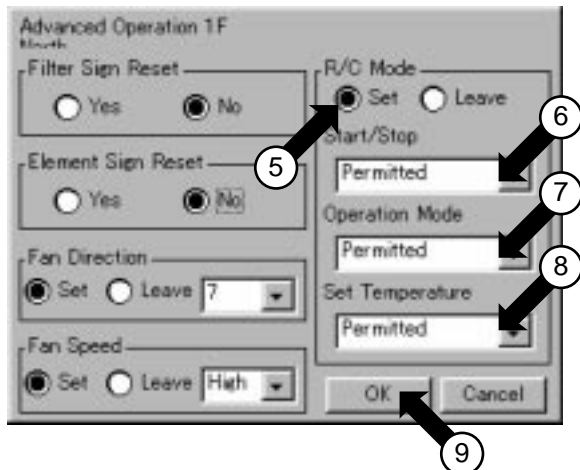 Advanced Operation 1F
North
Filter Sign Reset
Yes No
Element Sign Reset
Yes No
Fan Direction
Set Leave 7
Fan Speed
Set Leave High
R/C Mode
Set Leave
5
Start/Stop
6
Permitted
Operation Mode
7
Permitted
Set Temperature
8
Permitted
OK Cancel
9